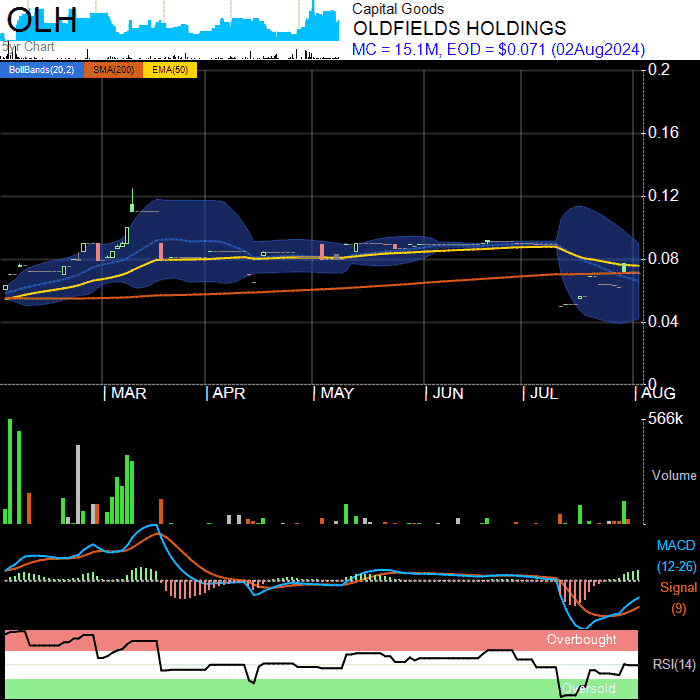 OLH
5yr Chart
Capital Goods
OLDFIELDS HOLDINGS
MC = 15.1M, EOD = $0.071 (02Aug2024)
BollBands(20,2) SMA(200) EMA(50)
0.2
0.16
0.12
0.08
0.04
0
MAR APR MAY JUN JUL AUG
566k
Volume
MACD
(12-26)
Signal
(9)
Overbought
RSI(14)
Oversold